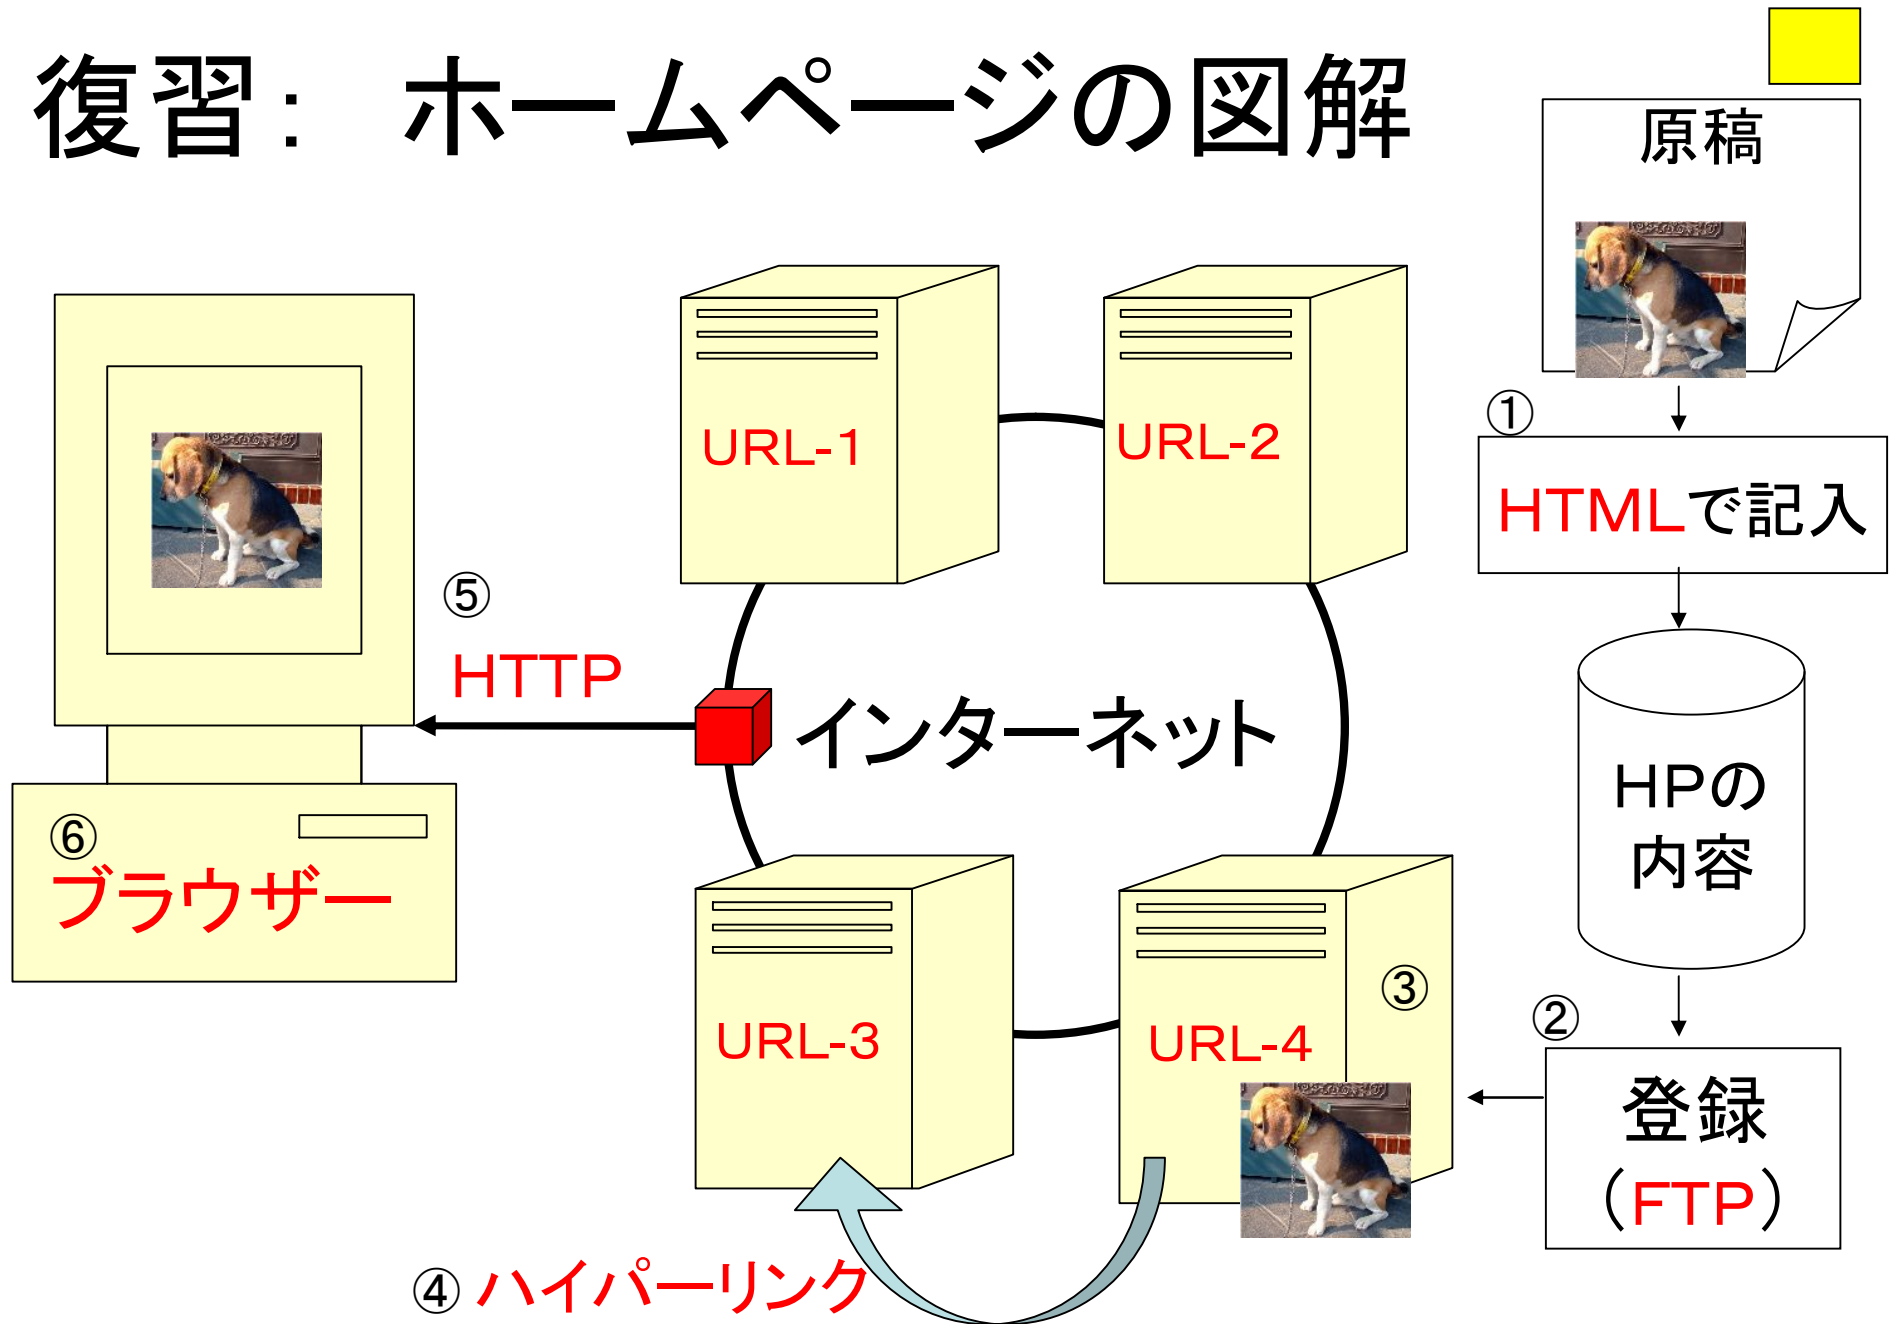 復習： ホームページの図解
原稿
①
HTMLで記入
HPの
内容
②
登録
（FTP）
URL-1
URL-2
インターネット
URL-3
URL-4
③
④ ハイパーリンク
⑤
HTTP
⑥
ブラウザー